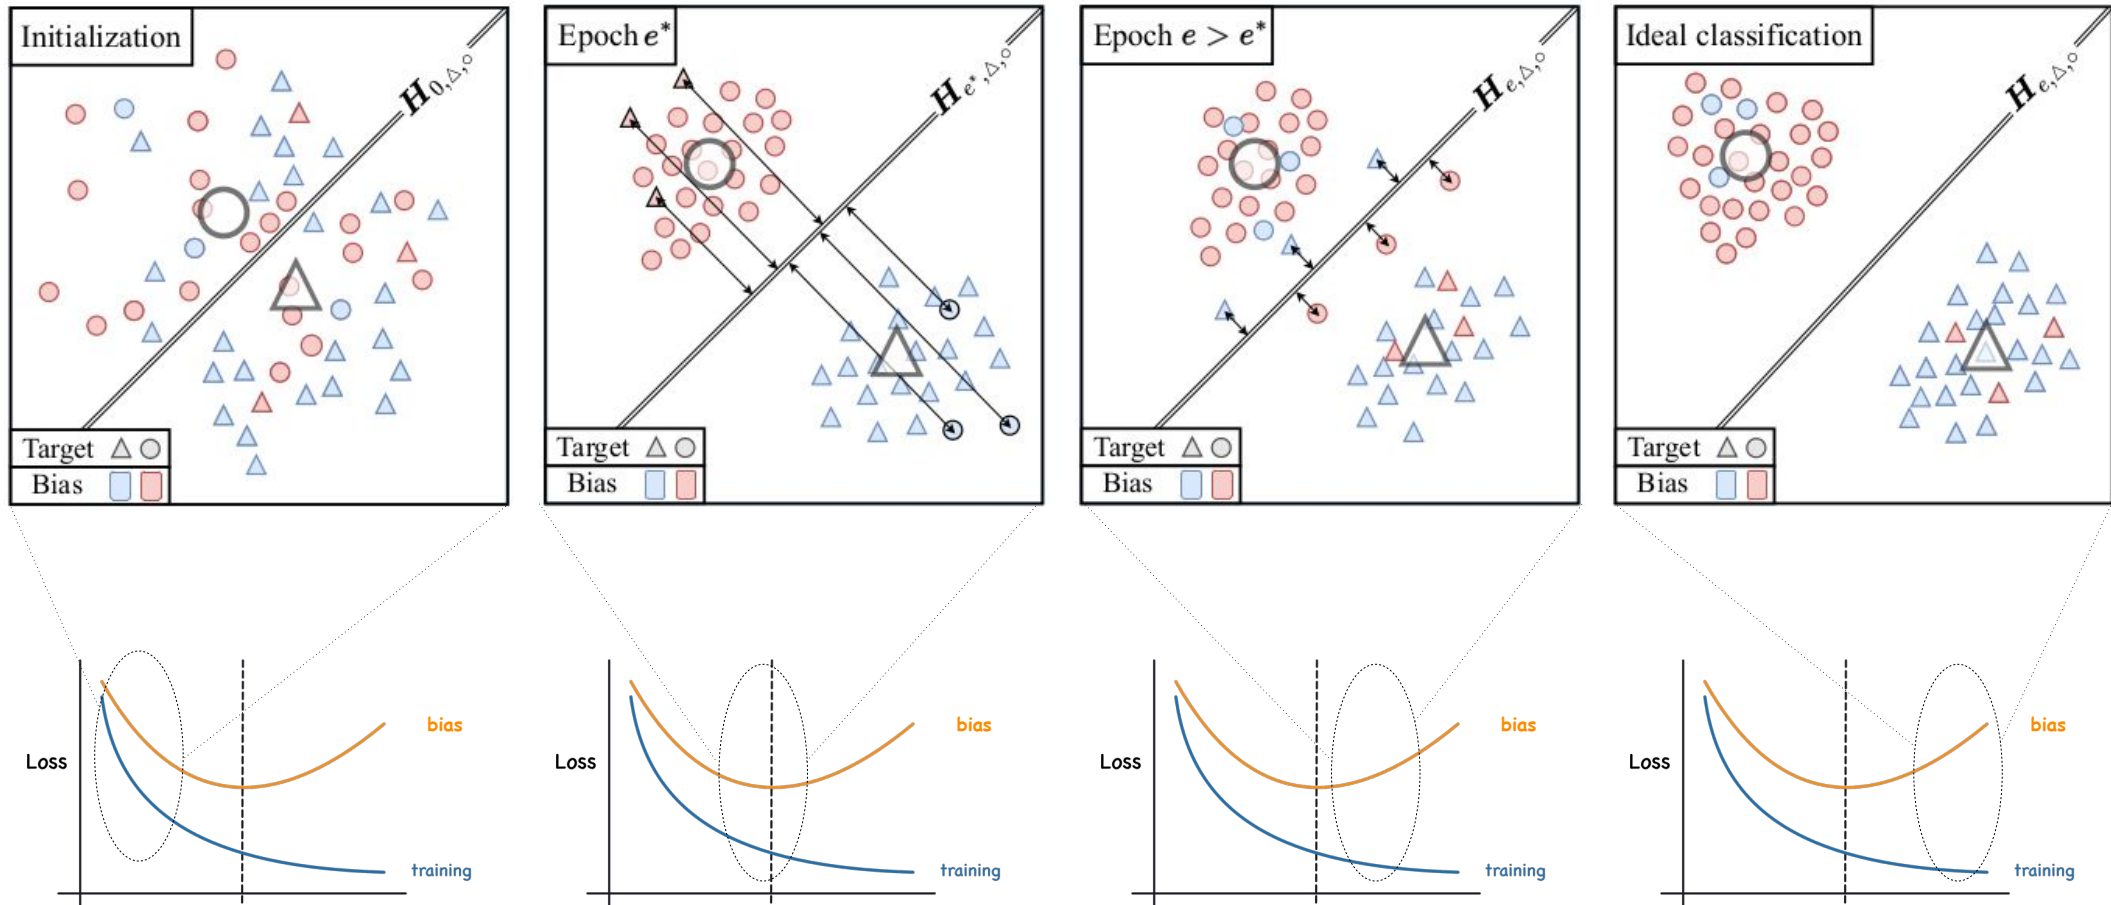 Initialization
H0,△,○
Target △ ○
Bias
Epoch e*
He*,△,○
Target △ ○
Bias
Epoch e > e*
He,△,○
Target △ ○
Bias
Ideal classification
He,△,○
Target △ ○
Bias
bias
Loss
training
bias
Loss
training
bias
Loss
training
bias
Loss
training